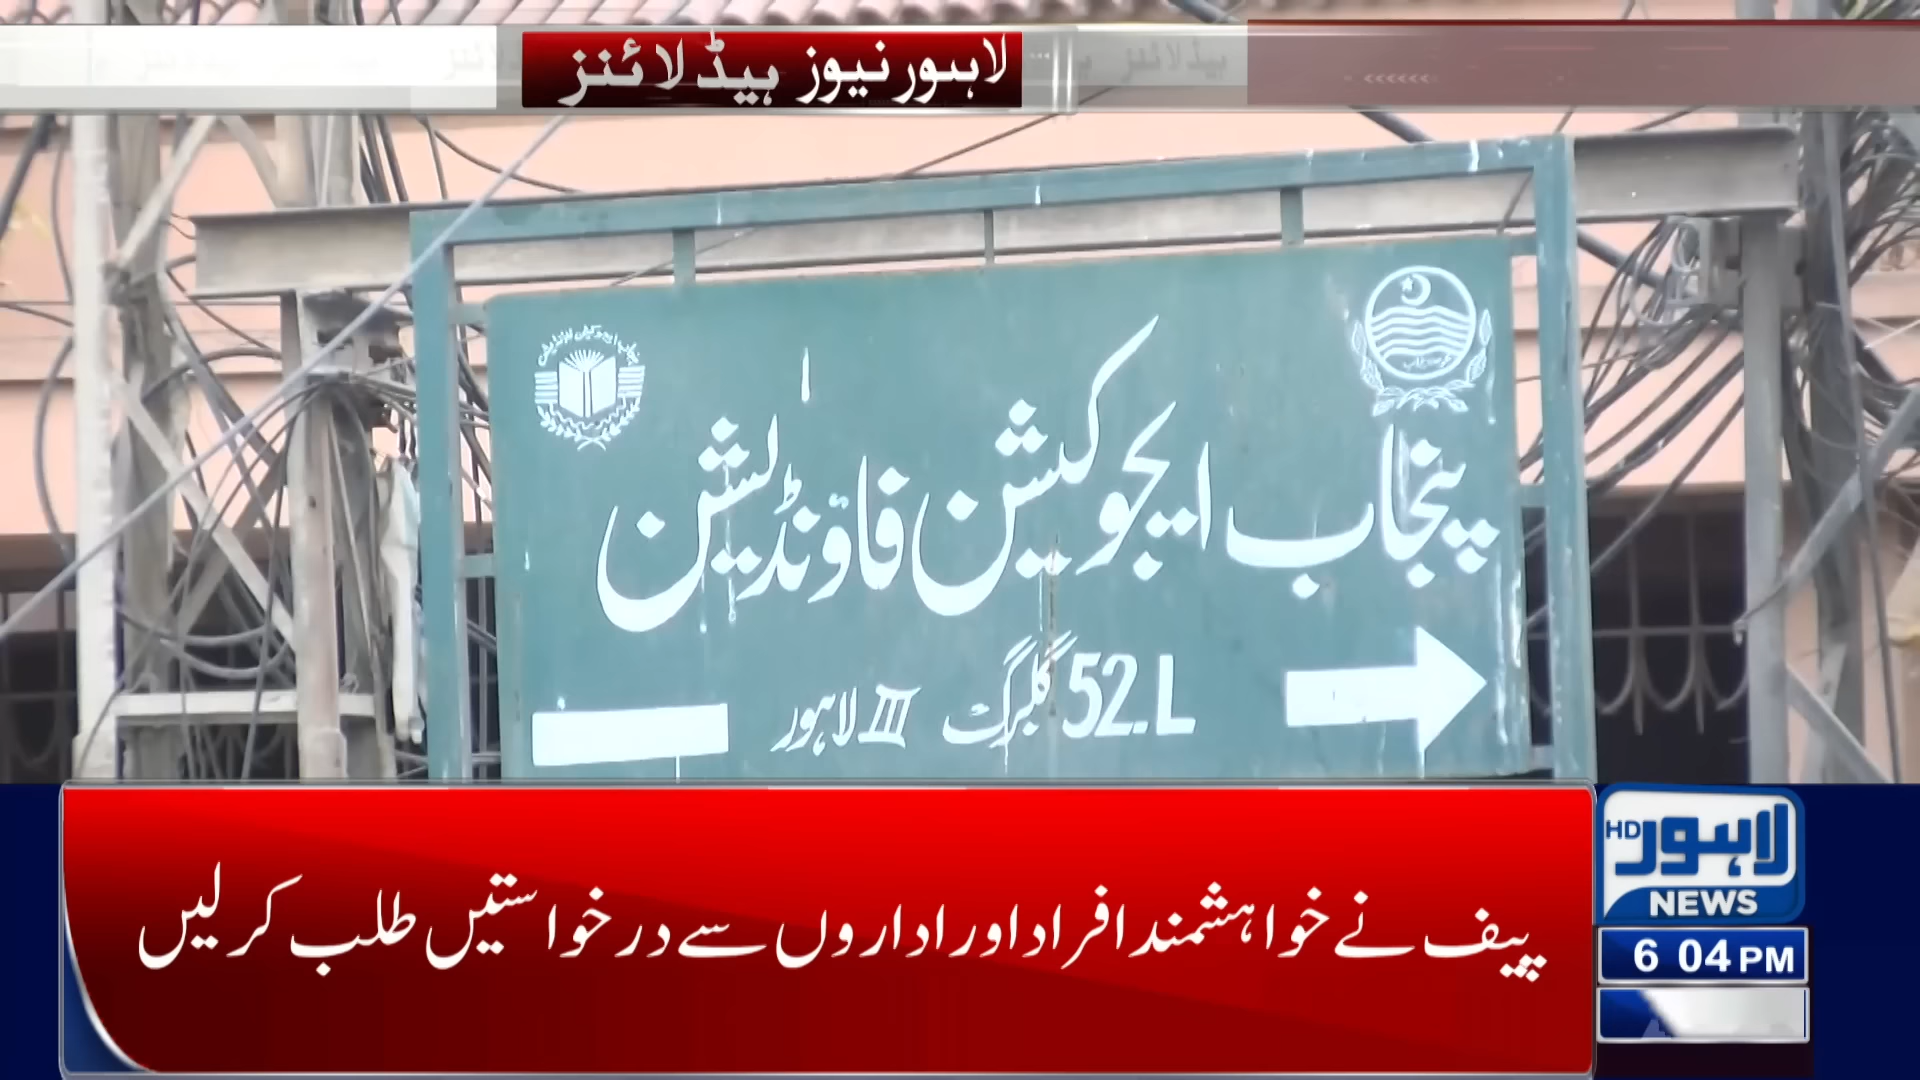 لاہور نیوز ہیڈ لائنز
پنجاب ایجوکیشن فاؤنڈیشن
52.L گلبرگ III لاہور
لاہور HD
NEWS
پیف نے خواہشمند افراد اور اداروں سے درخواستیں طلب کر لیں
6 04 PM